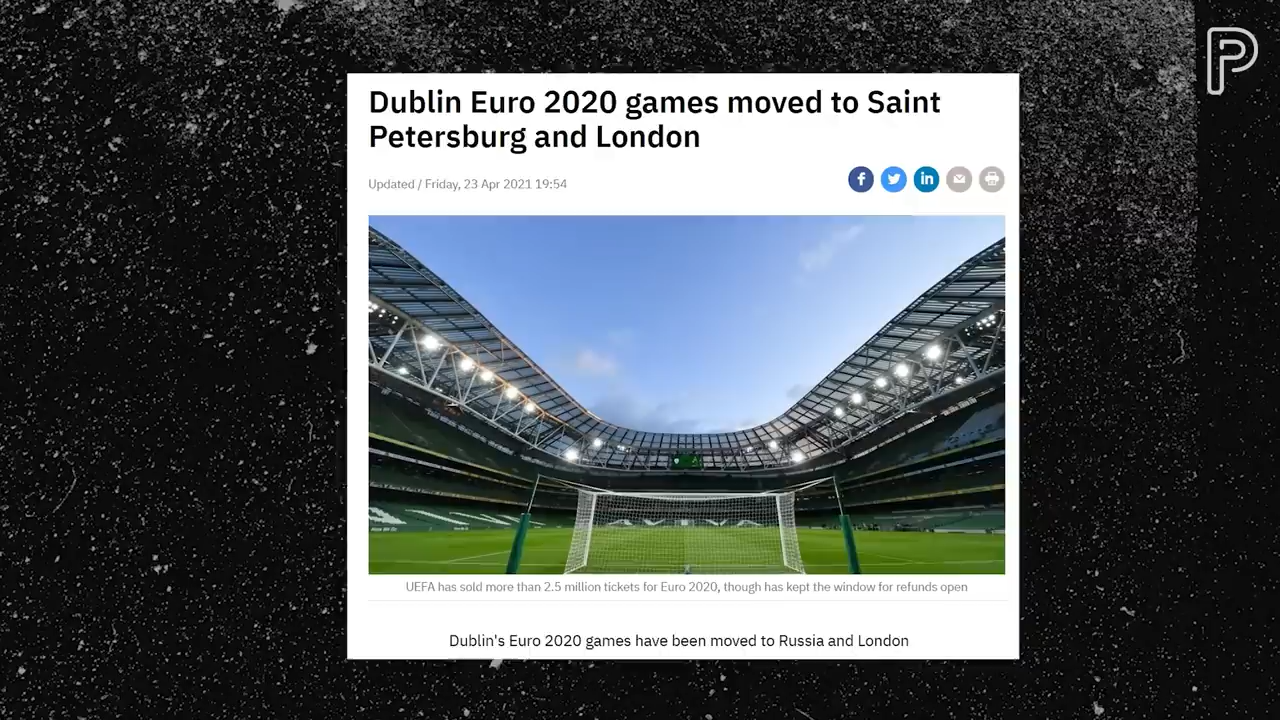 Dublin Euro 2020 games moved to Saint
Petersburg and London
Updated / Friday, 23 Apr 2021 19:54
AVIVA
UEFA has sold more than 2.5 million tickets for Euro 2020, though has kept the window for refunds open
Dublin's Euro 2020 games have been moved to Russia and London